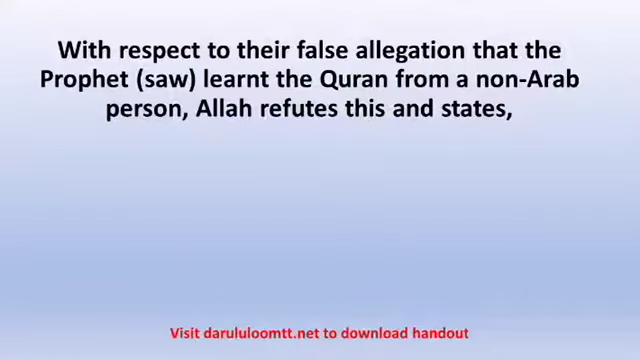 With respect to their false allegation that the
Prophet (saw) learnt the Quran from a non-Arab
person, Allah refutes this and states,
Visit darululoomtt.net to download handout